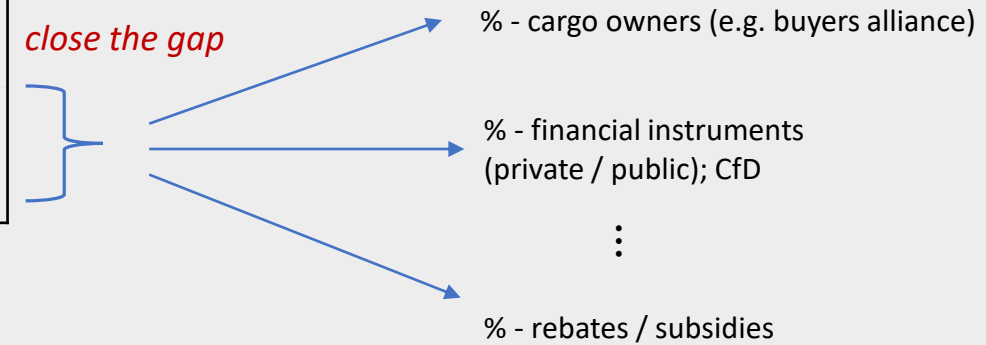 close the gap
% - cargo owners (e.g. buyers alliance)
% - financial instruments
(private / public); CfD
⋮
% - rebates / subsidies